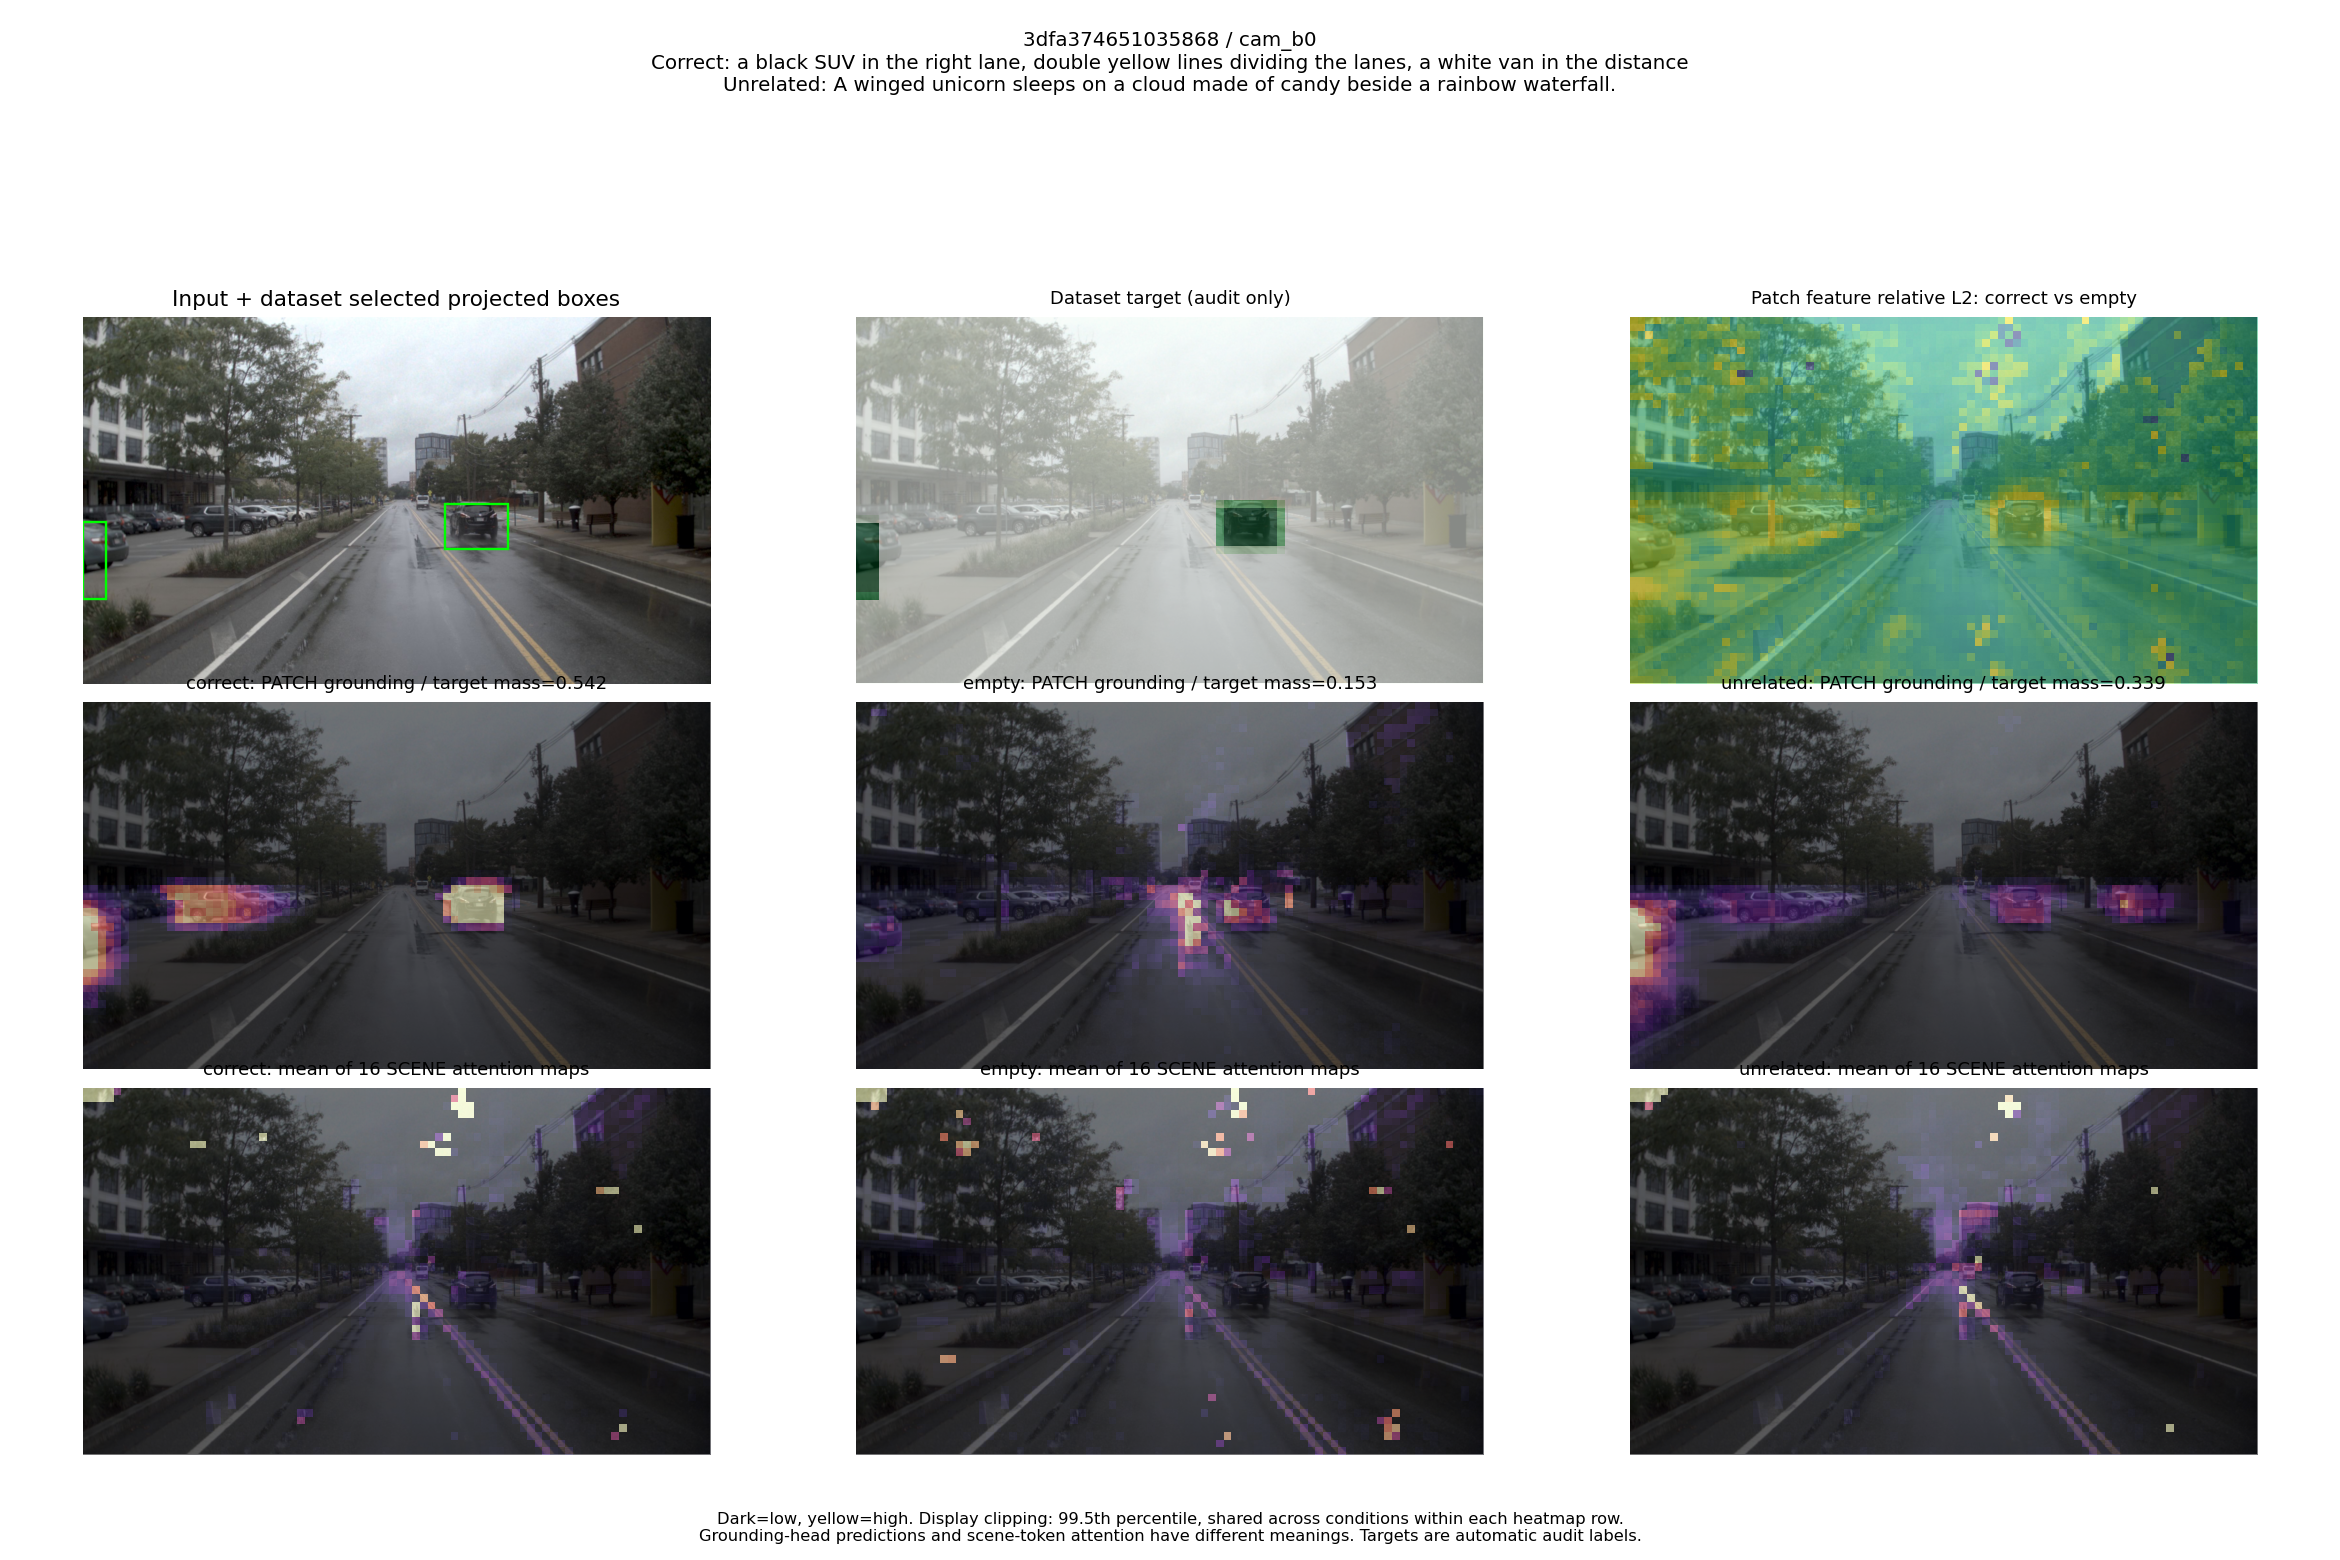 3dfa374651035868 / cam_b0
Correct: a black SUV in the right lane, double yellow lines dividing the lanes, a white van in the distance
Unrelated: A winged unicorn sleeps on a cloud made of candy beside a rainbow waterfall.
Input + dataset selected projected boxes
Dataset target (audit only)
Patch feature relative L2: correct vs empty
correct: PATCH grounding / target mass=0.542
empty: PATCH grounding / target mass=0.153
unrelated: PATCH grounding / target mass=0.339
correct: mean of 16 SCENE attention maps
empty: mean of 16 SCENE attention maps
unrelated: mean of 16 SCENE attention maps
Dark=low, yellow=high. Display clipping: 99.5th percentile, shared across conditions within each heatmap row.
Grounding-head predictions and scene-token attention have different meanings. Targets are automatic audit labels.